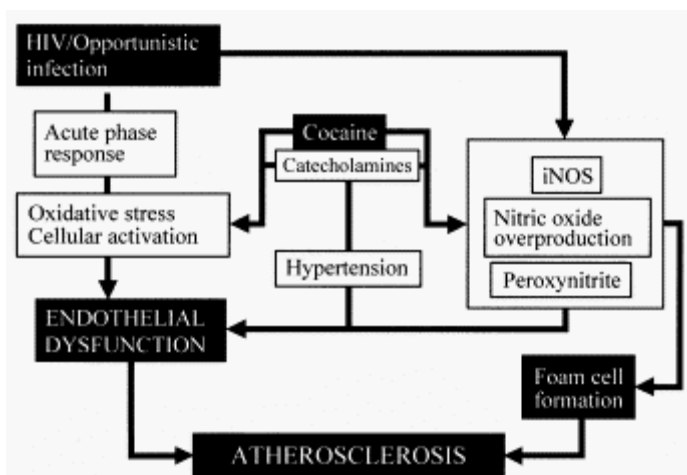 HIV/Opportunistic
infection
Acute phase
response
Cocaine
Catecholamines
iNOS
Oxidative stress
Cellular activation
Nitric oxide
overproduction
Hypertension
Peroxynitrite
ENDOTHELIAL
DYSFUNCTION
Foam cell
formation
ATHEROSCLEROSIS